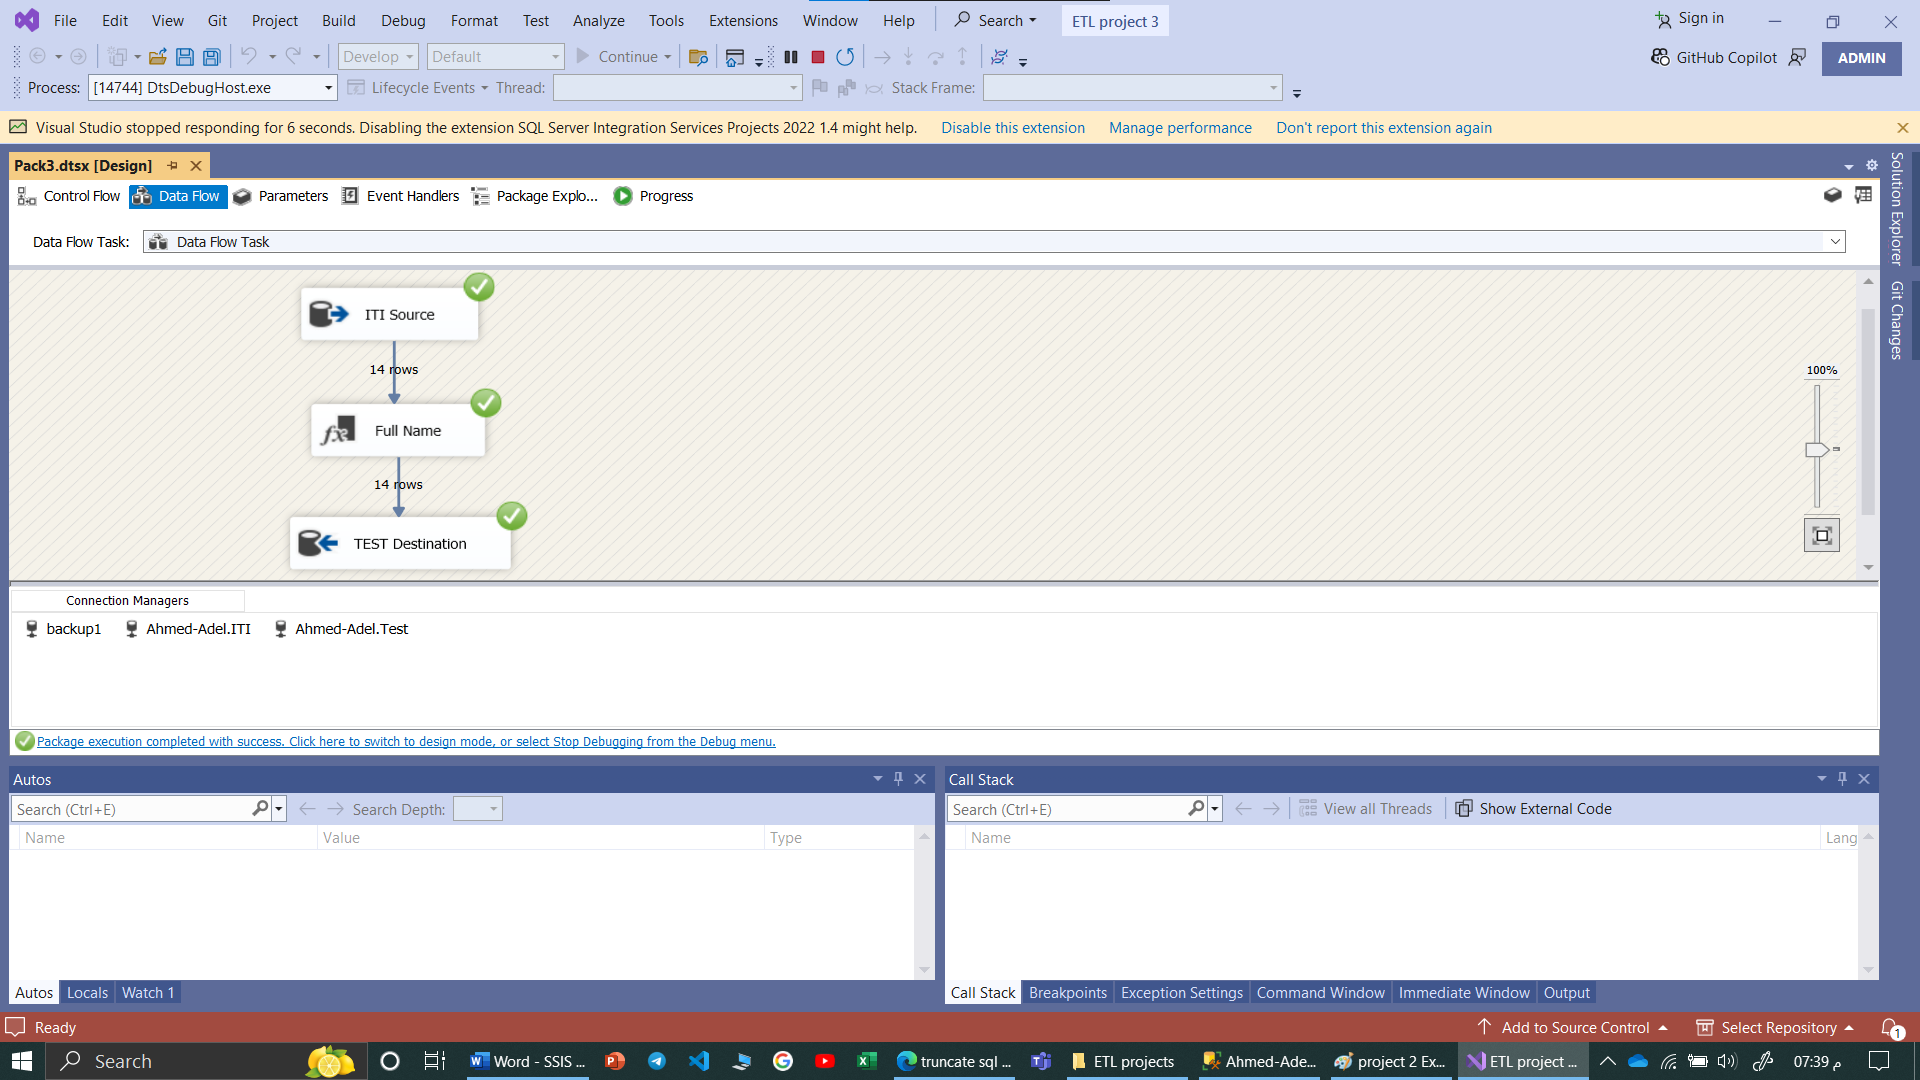 File Edit View Git Project Build Debug Format Test Analyze Tools Extensions Window Help Search ETL project 3 Sign in
Develop Default Continue GitHub Copilot ADMIN
Process: [14744] DtsDebugHost.exe Lifecycle Events Thread: Stack Frame:
Visual Studio stopped responding for 6 seconds. Disabling the extension SQL Server Integration Services Projects 2022 1.4 might help. Disable this extension Manage performance Don't report this extension again
Pack3.dtsx [Design]
Control Flow Data Flow Parameters Event Handlers Package Explo... Progress
Data Flow Task: Data Flow Task
Solution Explorer
Git Changes
ITI Source
14 rows
100%
Full Name
14 rows
TEST Destination
Connection Managers
backup1 Ahmed-Adel.ITI Ahmed-Adel.Test
Package execution completed with success. Click here to switch to design mode, or select Stop Debugging from the Debug menu.
Autos
Search (Ctrl+E) Search Depth:
Name Value Type
Autos Locals Watch 1
Call Stack
Search (Ctrl+E) View all Threads Show External Code
Name Lang
Call Stack Breakpoints Exception Settings Command Window Immediate Window Output
Ready Add to Source Control Select Repository 1
Search Word - SSIS ... truncate sql ... ETL projects Ahmed-Ade... project 2 Ex... ETL project ... 07:39 م